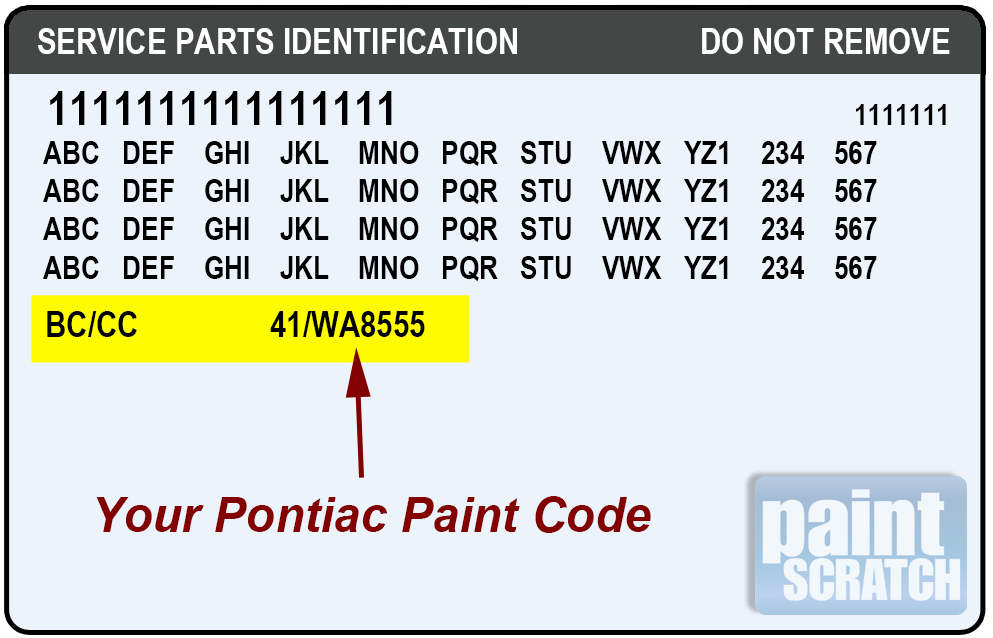 SERVICE PARTS IDENTIFICATION DO NOT REMOVE
11111111111111111 1111111
ABC DEF GHI JKL MNO PQR STU VWX YZ1 234 567
ABC DEF GHI JKL MNO PQR STU VWX YZ1 234 567
ABC DEF GHI JKL MNO PQR STU VWX YZ1 234 567
ABC DEF GHI JKL MNO PQR STU VWX YZ1 234 567
BC/CC 41/WA8555
Your Pontiac Paint Code
paint
SCRATCH